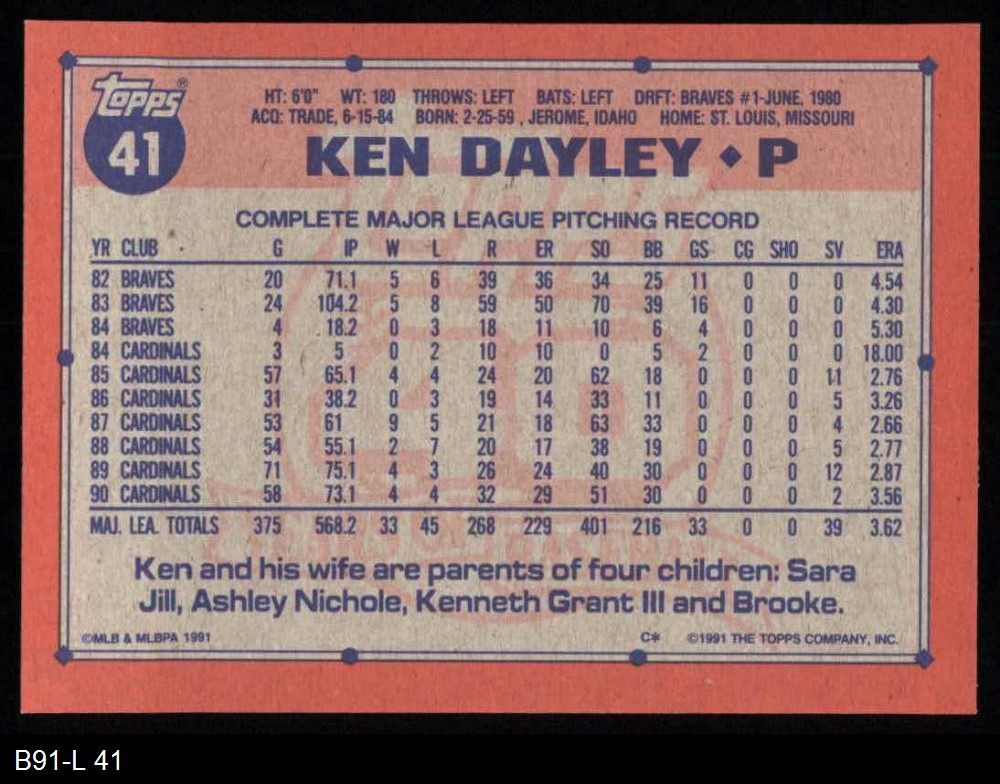 topps®
41
HT: 6'0" WT: 180 THROWS: LEFT BATS: LEFT DRFT: BRAVES #1-JUNE, 1980
ACQ: TRADE, 6-15-84 BORN: 2-25-59 , JEROME, IDAHO HOME: ST. LOUIS, MISSOURI
KEN DAYLEY ◆ P
COMPLETE MAJOR LEAGUE PITCHING RECORD
YR CLUB G IP W L R ER SO BB GS CG SHO SV ERA
82 BRAVES 20 71.1 5 6 39 36 34 25 11 0 0 0 4.54
83 BRAVES 24 104.2 5 8 59 50 70 39 16 0 0 0 4.30
84 BRAVES 4 18.2 0 3 18 11 10 6 4 0 0 0 5.30
84 CARDINALS 3 5 0 2 10 10 0 5 2 0 0 0 18.00
85 CARDINALS 57 65.1 4 4 24 20 62 18 0 0 0 11 2.76
86 CARDINALS 31 38.2 0 3 19 14 33 11 0 0 0 5 3.26
87 CARDINALS 53 61 9 5 21 18 63 33 0 0 0 4 2.66
88 CARDINALS 54 55.1 2 7 20 17 38 19 0 0 0 5 2.77
89 CARDINALS 71 75.1 4 3 26 24 40 30 0 0 0 12 2.87
90 CARDINALS 58 73.1 4 4 32 29 51 30 0 0 0 2 3.56
MAJ. LEA. TOTALS 375 568.2 33 45 268 229 401 216 33 0 0 39 3.62
Ken and his wife are parents of four children: Sara
Jill, Ashley Nichole, Kenneth Grant III and Brooke.
©MLB & MLBPA 1991 C* ©1991 THE TOPPS COMPANY, INC.
B91-L 41